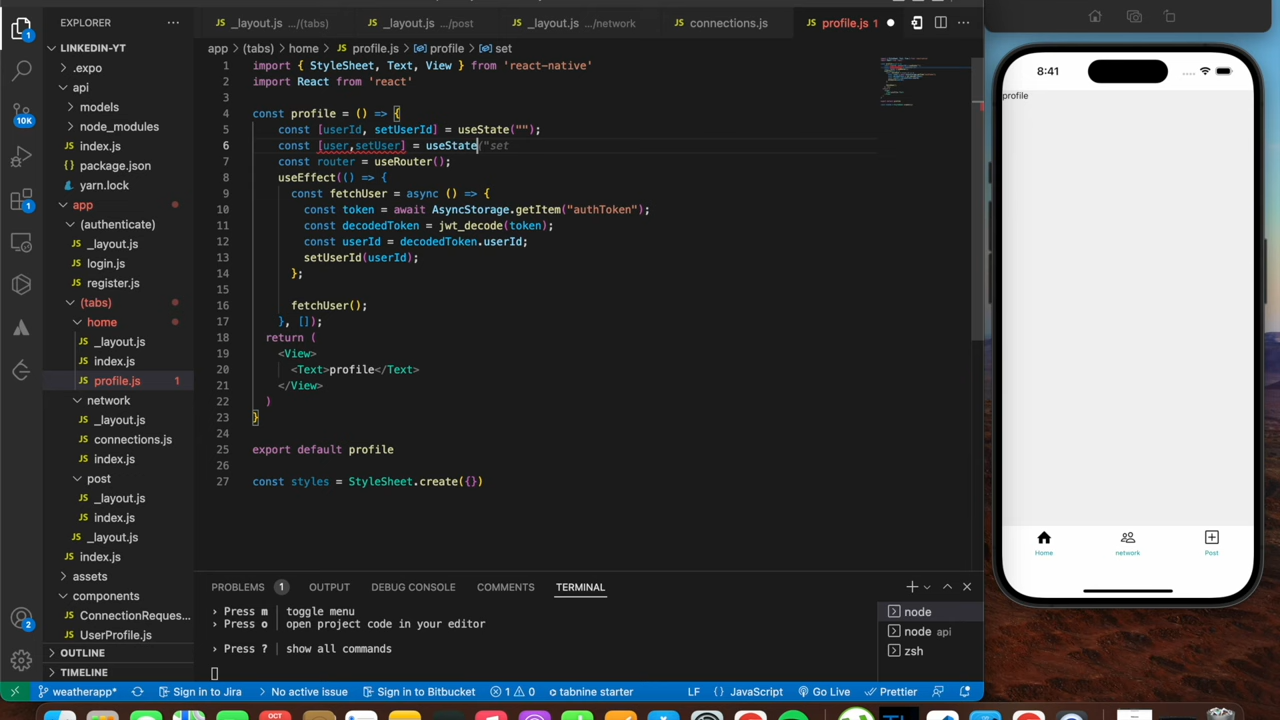 EXPLORER
LINKEDIN-YT
.expo
api
models
node_modules
JS index.js
package.json
yarn.lock
app
(authenticate)
JS _layout.js
JS login.js
JS register.js
(tabs)
home
JS _layout.js
JS index.js
JS profile.js 1
network
JS _layout.js
JS connections.js
JS index.js
post
JS _layout.js
JS index.js
JS _layout.js
JS index.js
assets
components
JS ConnectionReques...
JS UserProfile.js
OUTLINE
TIMELINE
1
10K
1
2
JS _layout.js .../(tabs)
JS _layout.js .../post
JS _layout.js .../network
JS connections.js
JS profile.js 1
app > (tabs) > home > JS profile.js > profile > set
1 import { StyleSheet, Text, View } from 'react-native'
2 import React from 'react'
3
4 const profile = () => {
5 const [userId, setUserId] = useState("");
6 const [user,setUser] = useState("set
7 const router = useRouter();
8 useEffect(() => {
9 const fetchUser = async () => {
10 const token = await AsyncStorage.getItem("authToken");
11 const decodedToken = jwt_decode(token);
12 const userId = decodedToken.userId;
13 setUserId(userId);
14 };
15
16 fetchUser();
17 }, []);
18 return (
19 <View>
20 <Text>profile</Text>
21 </View>
22 )
23 }
24
25 export default profile
26
27 const styles = StyleSheet.create({})
PROBLEMS 1 OUTPUT DEBUG CONSOLE COMMENTS TERMINAL
› Press m │ toggle menu
› Press o │ open project code in your editor
› Press ? │ show all commands
node
node api
zsh
weatherapp* Sign in to Jira No active issue Sign in to Bitbucket 1 0 tabnine starter LF JavaScript Go Live Prettier
8:41
profile
Home network Post
OCT